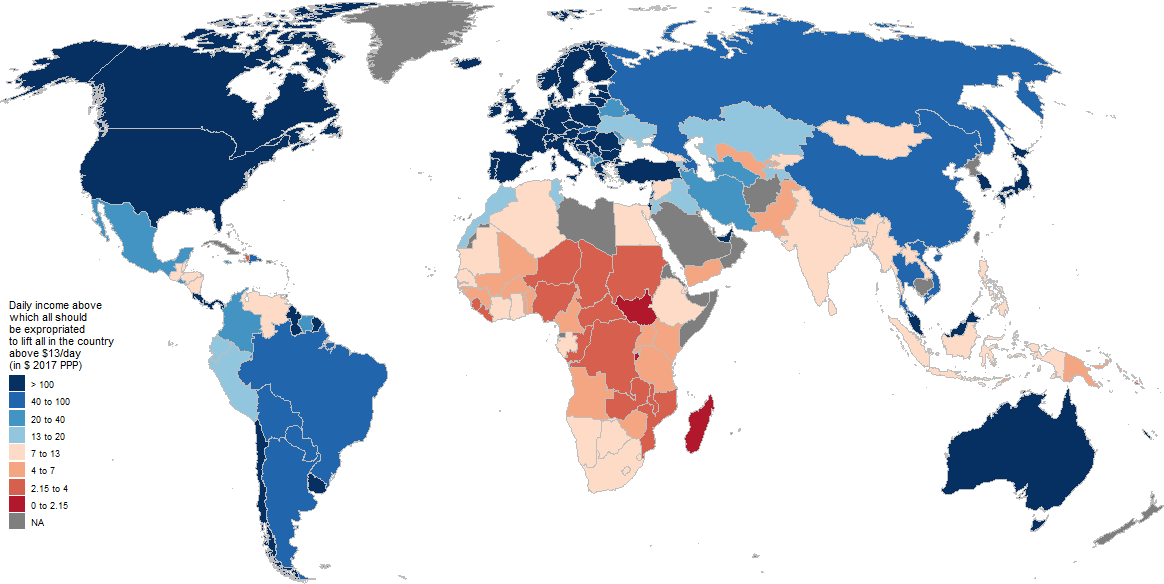 Daily income above
which all should
be expropriated
to lift all in the country
above $13/day
(in $ 2017 PPP)
> 100
40 to 100
20 to 40
13 to 20
7 to 13
4 to 7
2.15 to 4
0 to 2.15
NA